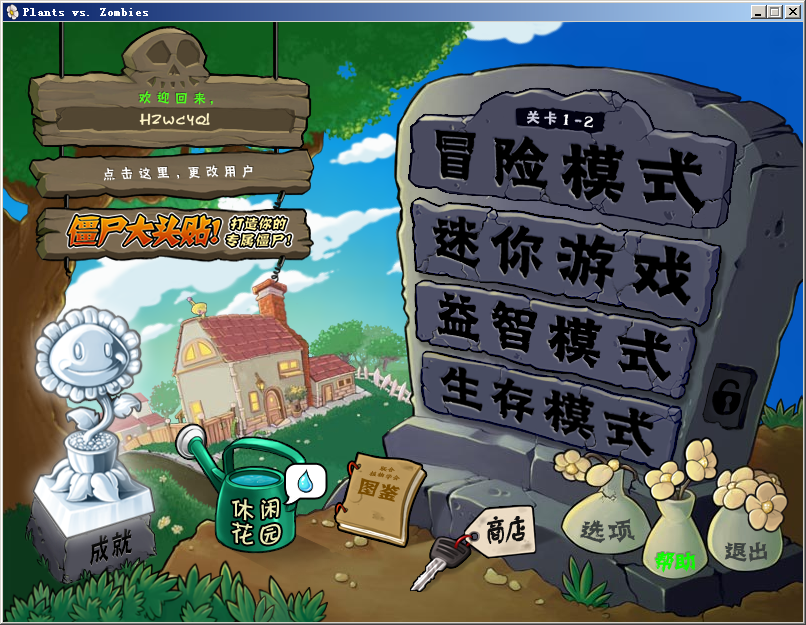 Plants vs. Zombies
欢迎回来，
HZWCYQ1
点击这里，更改用户
僵尸大头贴！
打造你的
专属僵尸！
关卡1-2
冒险模式
迷你游戏
益智模式
生存模式
成就
休闲
花园
图鉴
商店
选项
帮助
退出